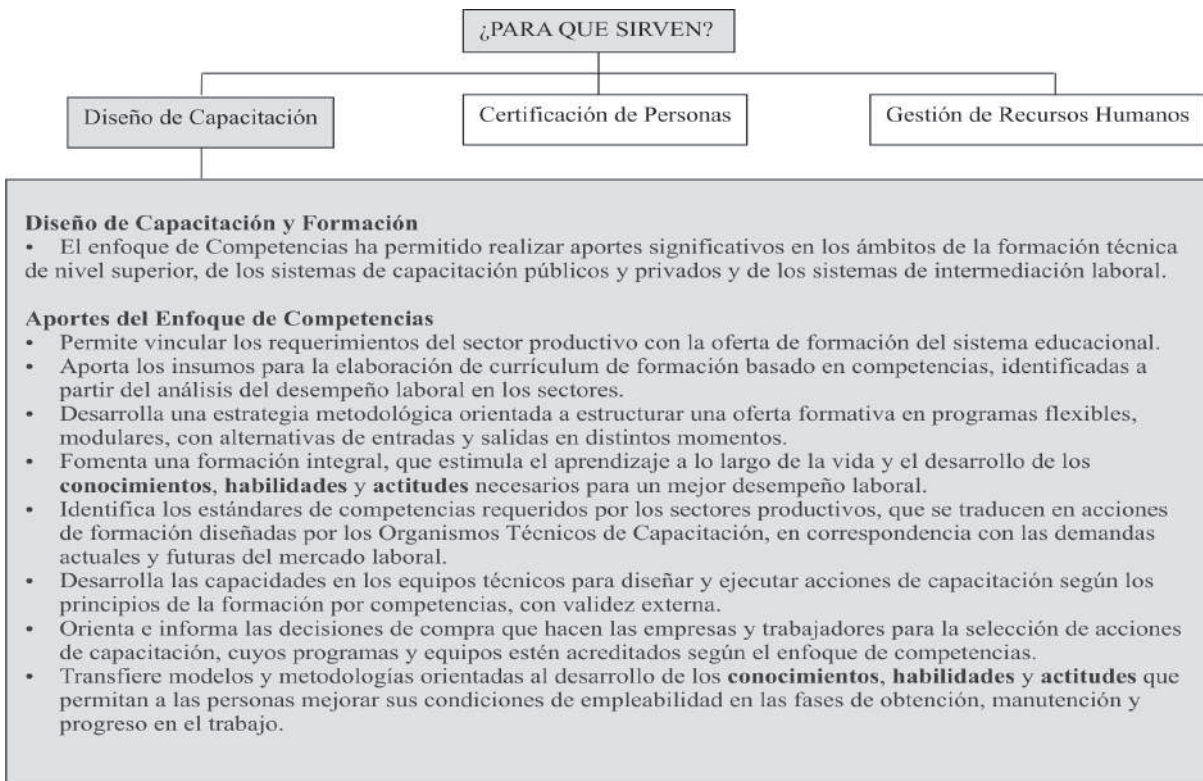 ¿PARA QUE SIRVEN?
Diseño de Capacitación
Certificación de Personas
Gestión de Recursos Humanos
Diseño de Capacitación y Formación
• El enfoque de Competencias ha permitido realizar aportes significativos en los ámbitos de la formación técnica
de nivel superior, de los sistemas de capacitación públicos y privados y de los sistemas de intermediación laboral.
Aportes del Enfoque de Competencias
• Permite vincular los requerimientos del sector productivo con la oferta de formación del sistema educacional.
• Aporta los insumos para la elaboración de currículum de formación basado en competencias, identificadas a
partir del análisis del desempeño laboral en los sectores.
• Desarrolla una estrategia metodológica orientada a estructurar una oferta formativa en programas flexibles,
modulares, con alternativas de entradas y salidas en distintos momentos.
• Fomenta una formación integral, que estimula el aprendizaje a lo largo de la vida y el desarrollo de los
conocimientos, habilidades y actitudes necesarios para un mejor desempeño laboral.
• Identifica los estándares de competencias requeridos por los sectores productivos, que se traducen en acciones
de formación diseñadas por los Organismos Técnicos de Capacitación, en correspondencia con las demandas
actuales y futuras del mercado laboral.
• Desarrolla las capacidades en los equipos técnicos para diseñar y ejecutar acciones de capacitación según los
principios de la formación por competencias, con validez externa.
• Orienta e informa las decisiones de compra que hacen las empresas y trabajadores para la selección de acciones
de capacitación, cuyos programas y equipos estén acreditados según el enfoque de competencias.
• Transfiere modelos y metodologías orientadas al desarrollo de los conocimientos, habilidades y actitudes que
permitan a las personas mejorar sus condiciones de empleabilidad en las fases de obtención, manutención y
progreso en el trabajo.